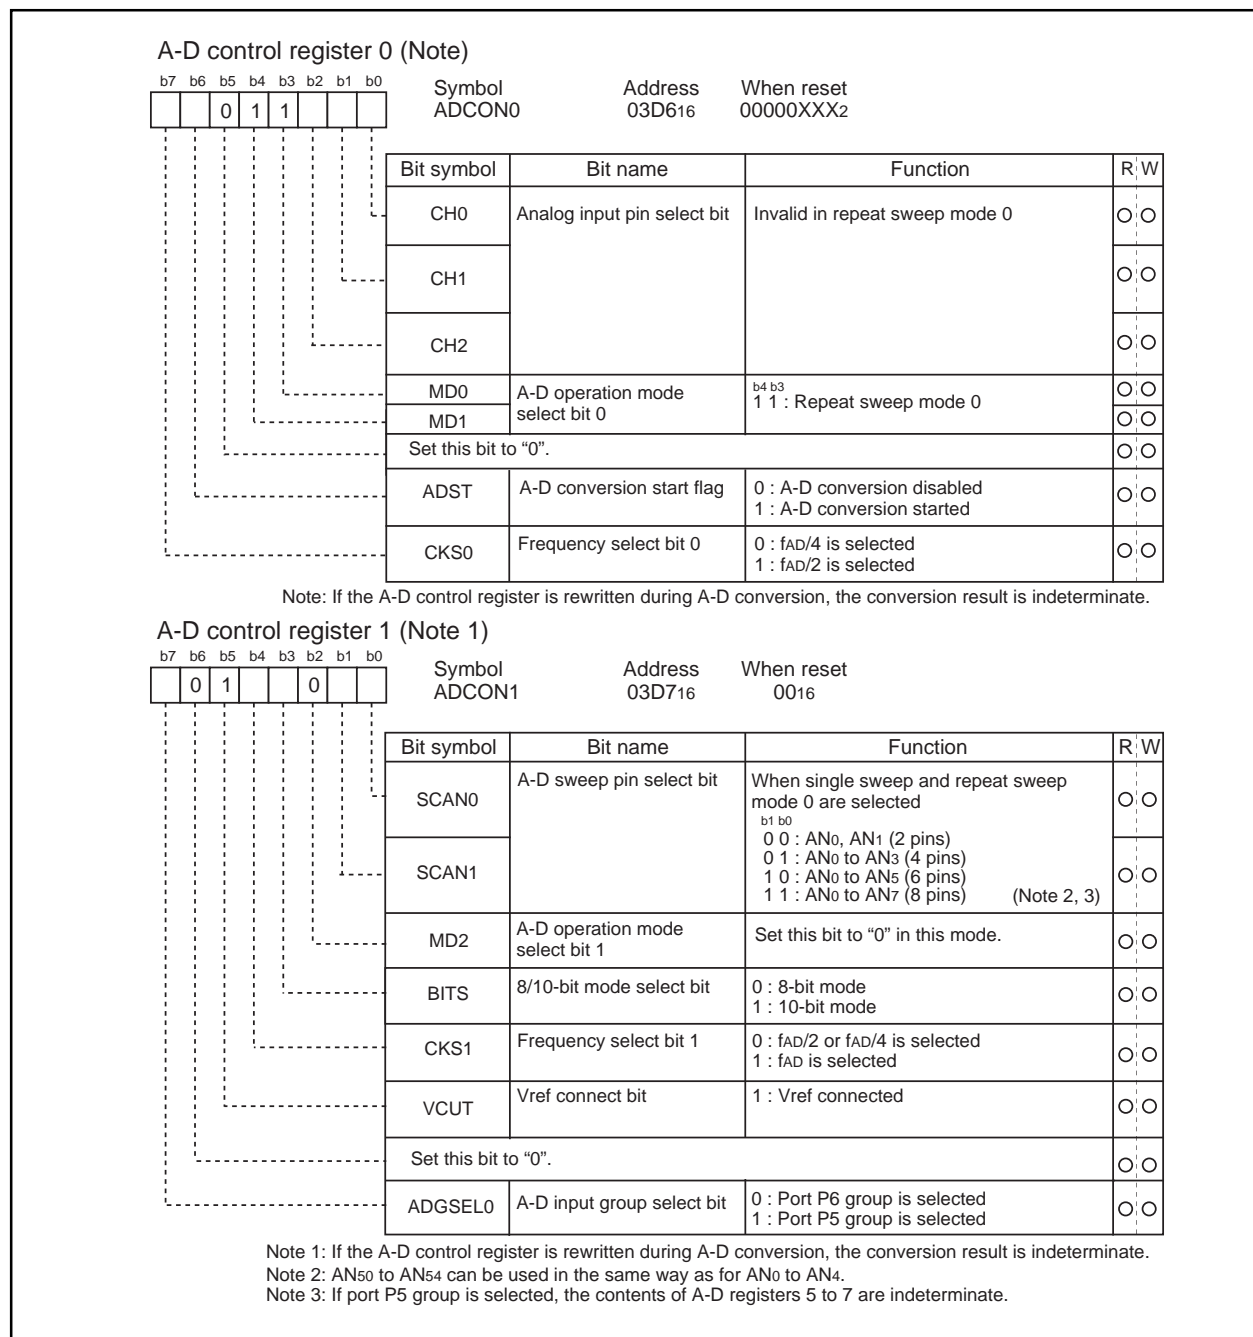 A-D control register 0 (Note)
b7 b6 b5 b4 b3 b2 b1 b0
0 1 1
Symbol Address When reset
ADCON0 03D616 00000XXX2
Bit symbol Bit name Function R W
CH0 Analog input pin select bit Invalid in repeat sweep mode 0
CH1
CH2
MD0 A-D operation mode b4 b3
select bit 0 1 1 : Repeat sweep mode 0
MD1
Set this bit to “0”.
ADST A-D conversion start flag 0 : A-D conversion disabled
1 : A-D conversion started
CKS0 Frequency select bit 0 0 : fAD/4 is selected
1 : fAD/2 is selected
Note: If the A-D control register is rewritten during A-D conversion, the conversion result is indeterminate.
A-D control register 1 (Note 1)
b7 b6 b5 b4 b3 b2 b1 b0
0 1 0
Symbol Address When reset
ADCON1 03D716 0016
Bit symbol Bit name Function R W
SCAN0 A-D sweep pin select bit When single sweep and repeat sweep
mode 0 are selected
b1 b0
0 0 : AN0, AN1 (2 pins)
0 1 : AN0 to AN3 (4 pins)
SCAN1 1 0 : AN0 to AN5 (6 pins)
1 1 : AN0 to AN7 (8 pins) (Note 2, 3)
MD2 A-D operation mode
select bit 1 Set this bit to “0” in this mode.
BITS 8/10-bit mode select bit 0 : 8-bit mode
1 : 10-bit mode
CKS1 Frequency select bit 1 0 : fAD/2 or fAD/4 is selected
1 : fAD is selected
VCUT Vref connect bit 1 : Vref connected
Set this bit to “0”.
ADGSEL0 A-D input group select bit 0 : Port P6 group is selected
1 : Port P5 group is selected
Note 1: If the A-D control register is rewritten during A-D conversion, the conversion result is indeterminate.
Note 2: AN50 to AN54 can be used in the same way as for AN0 to AN4.
Note 3: If port P5 group is selected, the contents of A-D registers 5 to 7 are indeterminate.